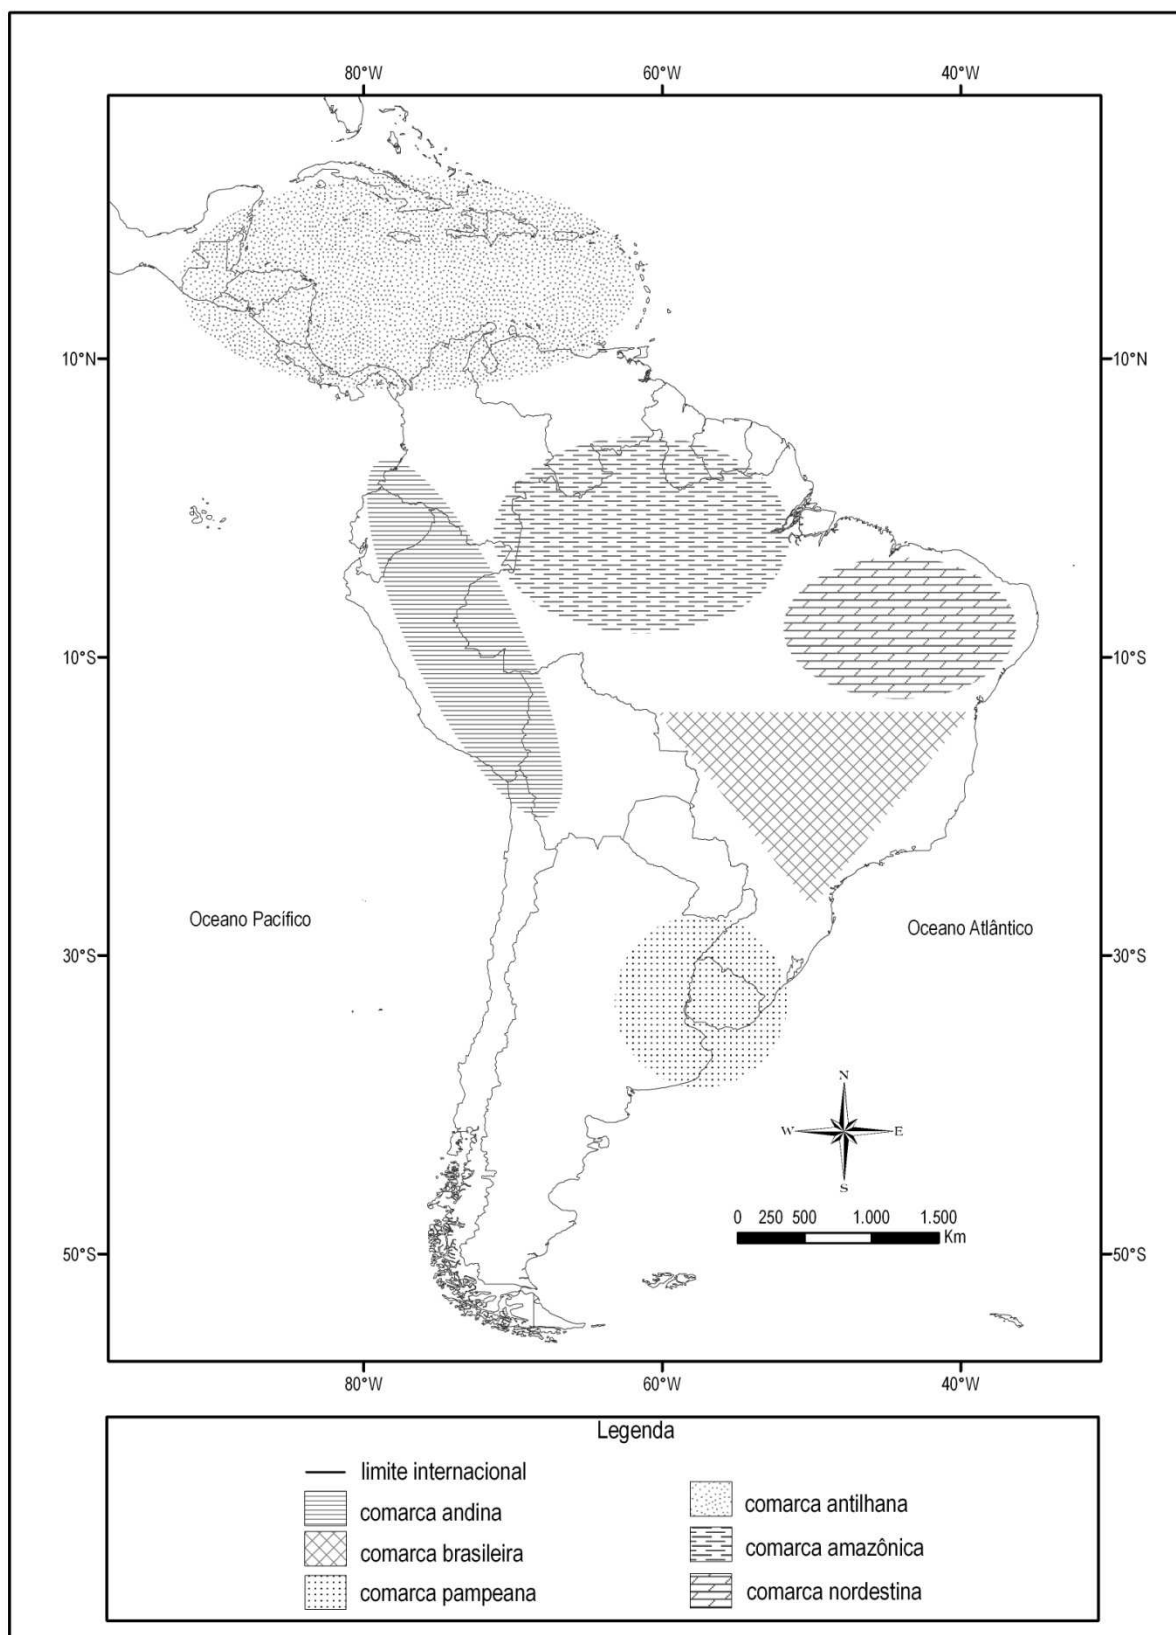 80°W 60°W 40°W
10°N 10°N
10°S 10°S
Oceano Pacífico
Oceano Atlântico
30°S 30°S
N
W E
S
0 250 500 1.000 1.500
Km
50°S 50°S
80°W 60°W 40°W
Legenda
limite internacional
comarca andina
comarca brasileira
comarca pampeana
comarca antilhana
comarca amazônica
comarca nordestina